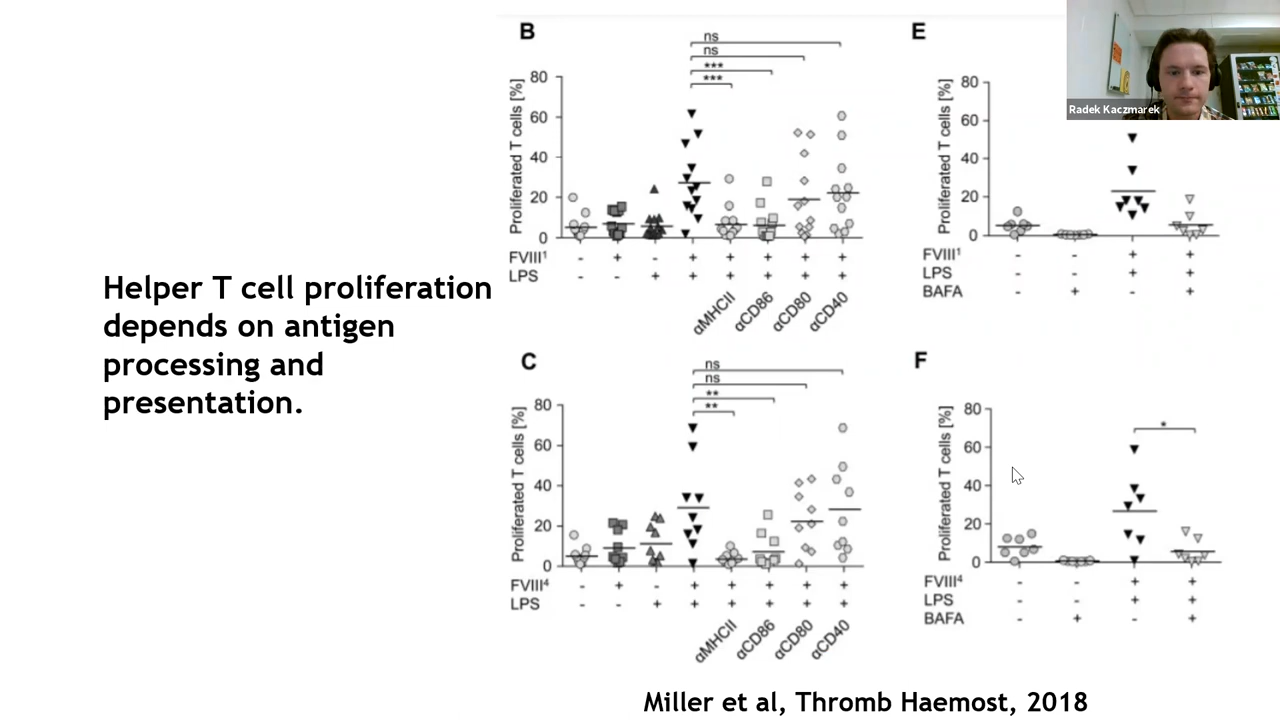 Helper T cell proliferation
depends on antigen
processing and
presentation.
B
ns
ns
***
***
Proliferated T cells [%]
80
60
40
20
0
FVIII¹ - + - + + + + +
LPS - - + + + + + +
αMHCII αCD86 αCD80 αCD40
C
ns
ns
**
**
Proliferated T cells [%]
80
60
40
20
0
FVIII⁴ - + - + + + + +
LPS - - + + + + + +
αMHCII αCD86 αCD80 αCD40
E
Proliferated T cells [%]
80
60
40
20
0
FVIII¹ - - + +
LPS - - + +
BAFA - + - +
F
*
Proliferated T cells [%]
80
60
40
20
0
FVIII⁴ - - + +
LPS - - + +
BAFA - + - +
Radek Kaczmarek
Miller et al, Thromb Haemost, 2018